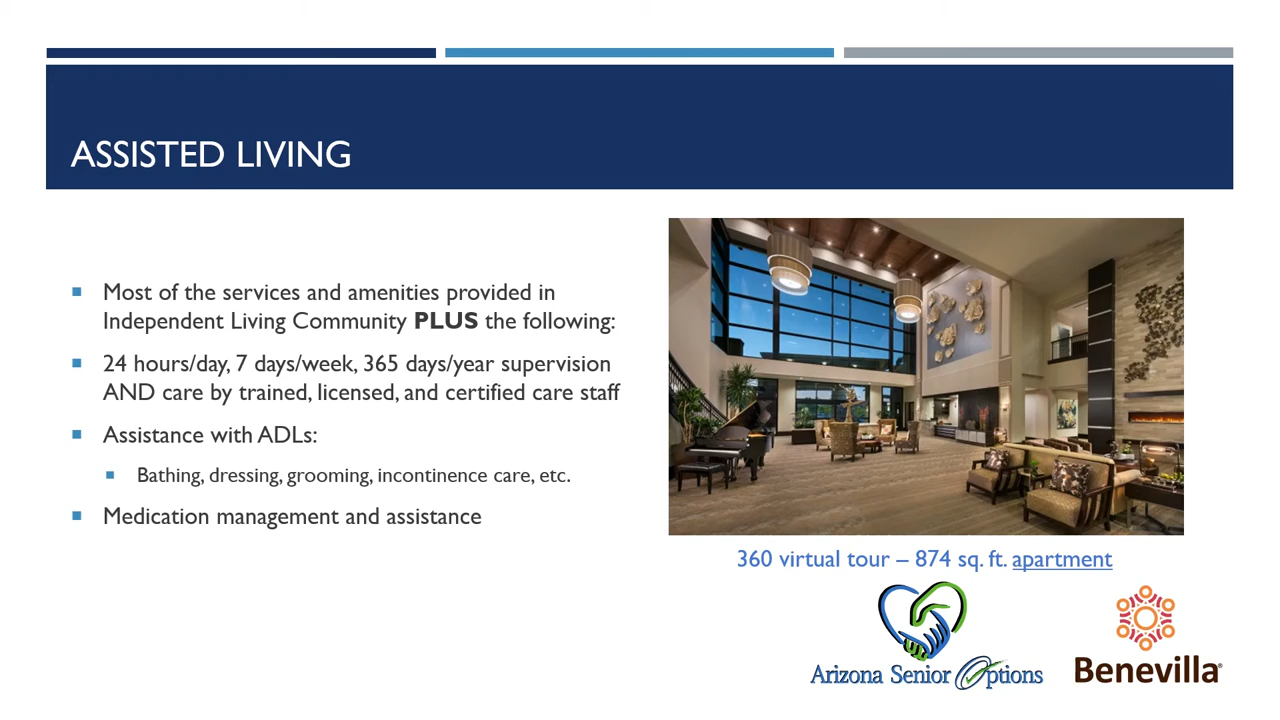 ASSISTED LIVING
Most of the services and amenities provided in
Independent Living Community PLUS the following:
24 hours/day, 7 days/week, 365 days/year supervision
AND care by trained, licensed, and certified care staff
Assistance with ADLs:
Bathing, dressing, grooming, incontinence care, etc.
Medication management and assistance
360 virtual tour – 874 sq. ft. apartment
Arizona Senior Options
Benevilla®